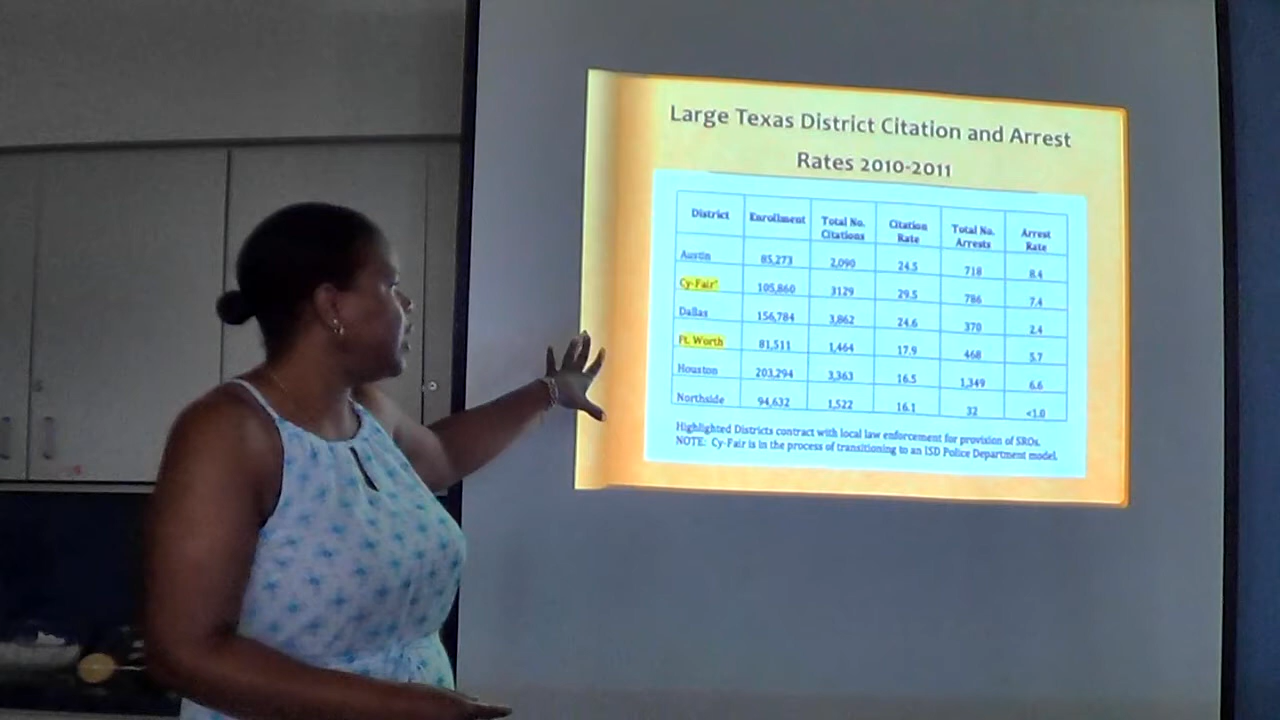 Large Texas District Citation and Arrest
Rates 2010-2011
District Enrollment Total No. Citations Citation Rate Total No. Arrests Arrest Rate
Austin 85,273 2,090 24.5 718 8.4
Cy-Fair* 105,860 3129 29.5 786 7.4
Dallas 156,784 3,862 24.6 370 2.4
Ft. Worth 81,511 1,464 17.9 468 5.7
Houston 203,294 3,363 16.5 1,349 6.6
Northside 94,632 1,522 16.1 32 <1.0
Highlighted Districts contract with local law enforcement for provision of SROs.
NOTE: Cy-Fair is in the process of transitioning to an ISD Police Department model.